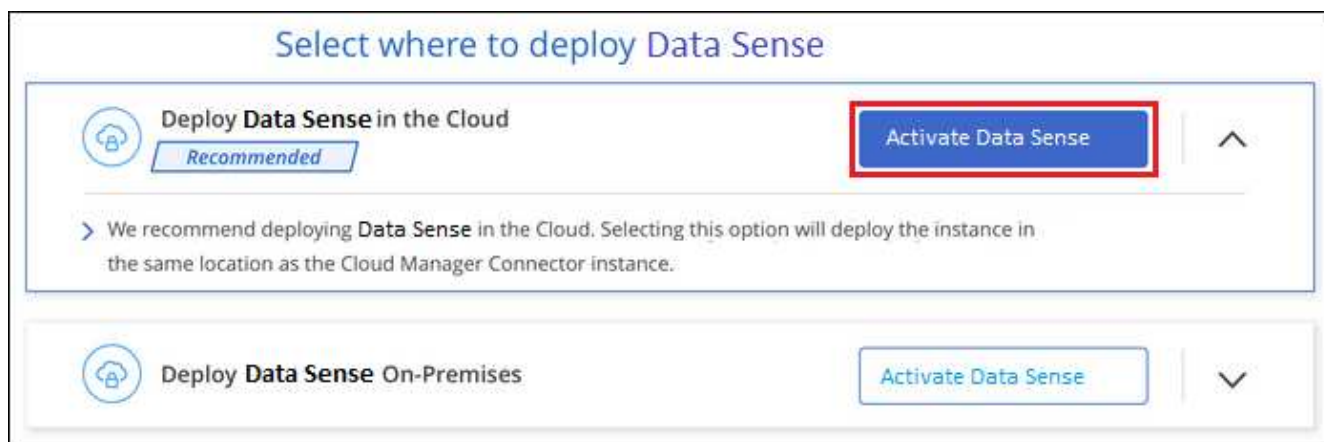 Select where to deploy Data Sense
Deploy Data Sense in the Cloud
Recommended
Activate Data Sense
We recommend deploying Data Sense in the Cloud. Selecting this option will deploy the instance in
the same location as the Cloud Manager Connector instance.
Deploy Data Sense On-Premises
Activate Data Sense